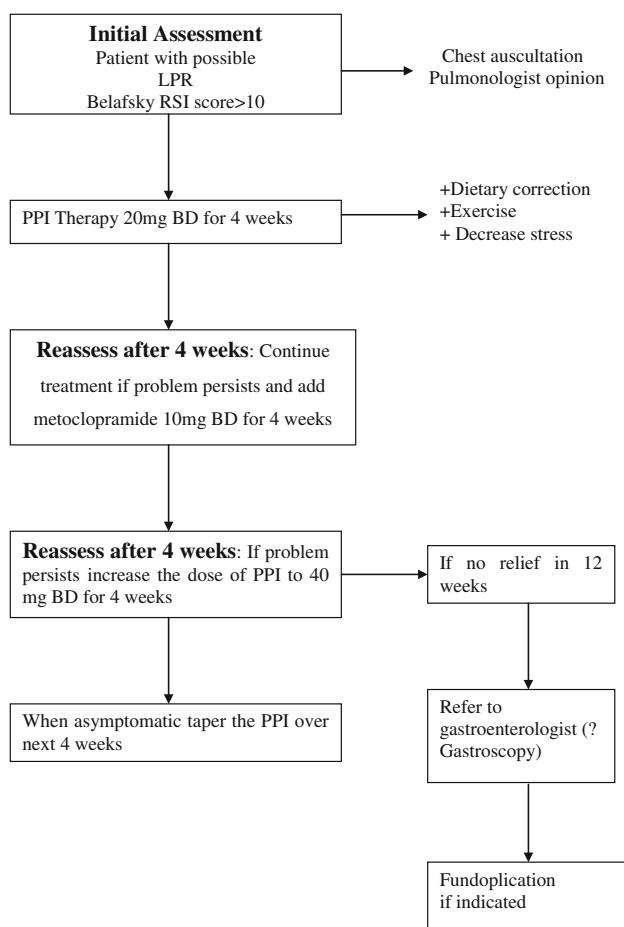 Initial Assessment
Patient with possible
LPR
Belafsky RSI score>10
Chest auscultation
Pulmonologist opinion
PPI Therapy 20mg BD for 4 weeks
+Dietary correction
+Exercise
+ Decrease stress
Reassess after 4 weeks: Continue
treatment if problem persists and add
metoclopramide 10mg BD for 4 weeks
Reassess after 4 weeks: If problem
persists increase the dose of PPI to 40
mg BD for 4 weeks
If no relief in 12
weeks
When asymptomatic taper the PPI over
next 4 weeks
Refer to
gastroenterologist (?
Gastroscopy)
Fundoplication
if indicated